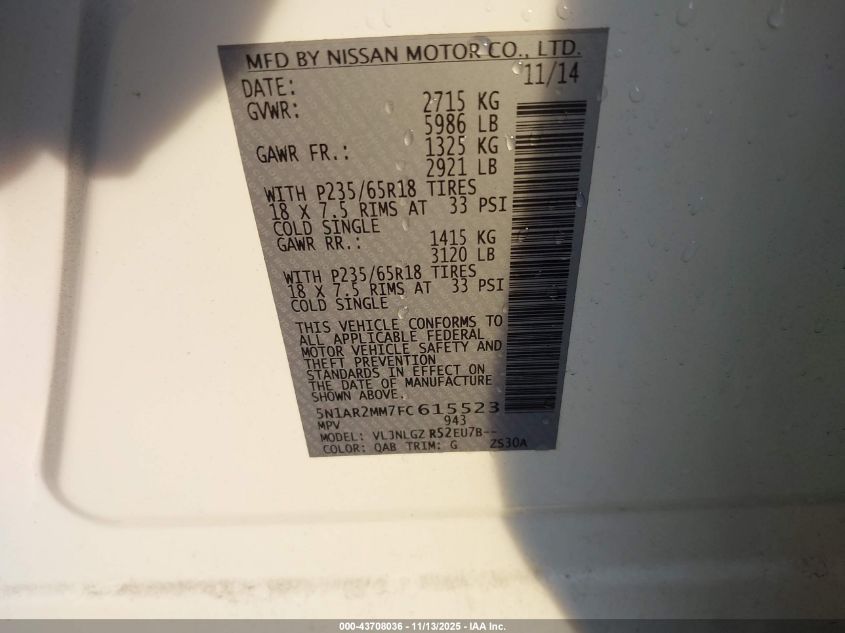 MFD BY NISSAN MOTOR CO., LTD.
DATE: 11/14
GVWR: 2715 KG
5986 LB
GAWR FR.: 1325 KG
2921 LB
WITH P235/65R18 TIRES
18 X 7.5 RIMS AT 33 PSI
COLD SINGLE
GAWR RR.: 1415 KG
3120 LB
WITH P235/65R18 TIRES
18 X 7.5 RIMS AT 33 PSI
COLD SINGLE
THIS VEHICLE CONFORMS TO
ALL APPLICABLE FEDERAL
MOTOR VEHICLE SAFETY AND
THEFT PREVENTION
STANDARDS IN EFFECT ON
THE DATE OF MANUFACTURE
SHOWN ABOVE.
5N1AR2MM7FC615523
MPV 943
MODEL: VLJNLGZ R52EU7B--
COLOR: QAB TRIM: G ZS30A
000-43708036 - 11/13/2025 - IAA Inc.